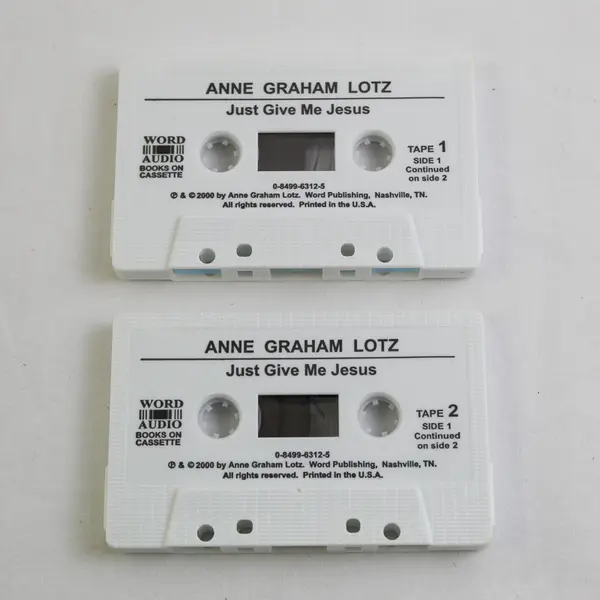 ANNE GRAHAM LOTZ
Just Give Me Jesus
WORD
AUDIO
BOOKS ON
CASSETTE
TAPE 1
SIDE 1
Continued
on side 2
0-8499-6312-5
℗ & © 2000 by Anne Graham Lotz. Word Publishing, Nashville, TN.
All rights reserved. Printed in the U.S.A.
ANNE GRAHAM LOTZ
Just Give Me Jesus
WORD
AUDIO
BOOKS ON
CASSETTE
TAPE 2
SIDE 1
Continued
on side 2
0-8499-6312-5
℗ & © 2000 by Anne Graham Lotz. Word Publishing, Nashville, TN.
All rights reserved. Printed in the U.S.A.